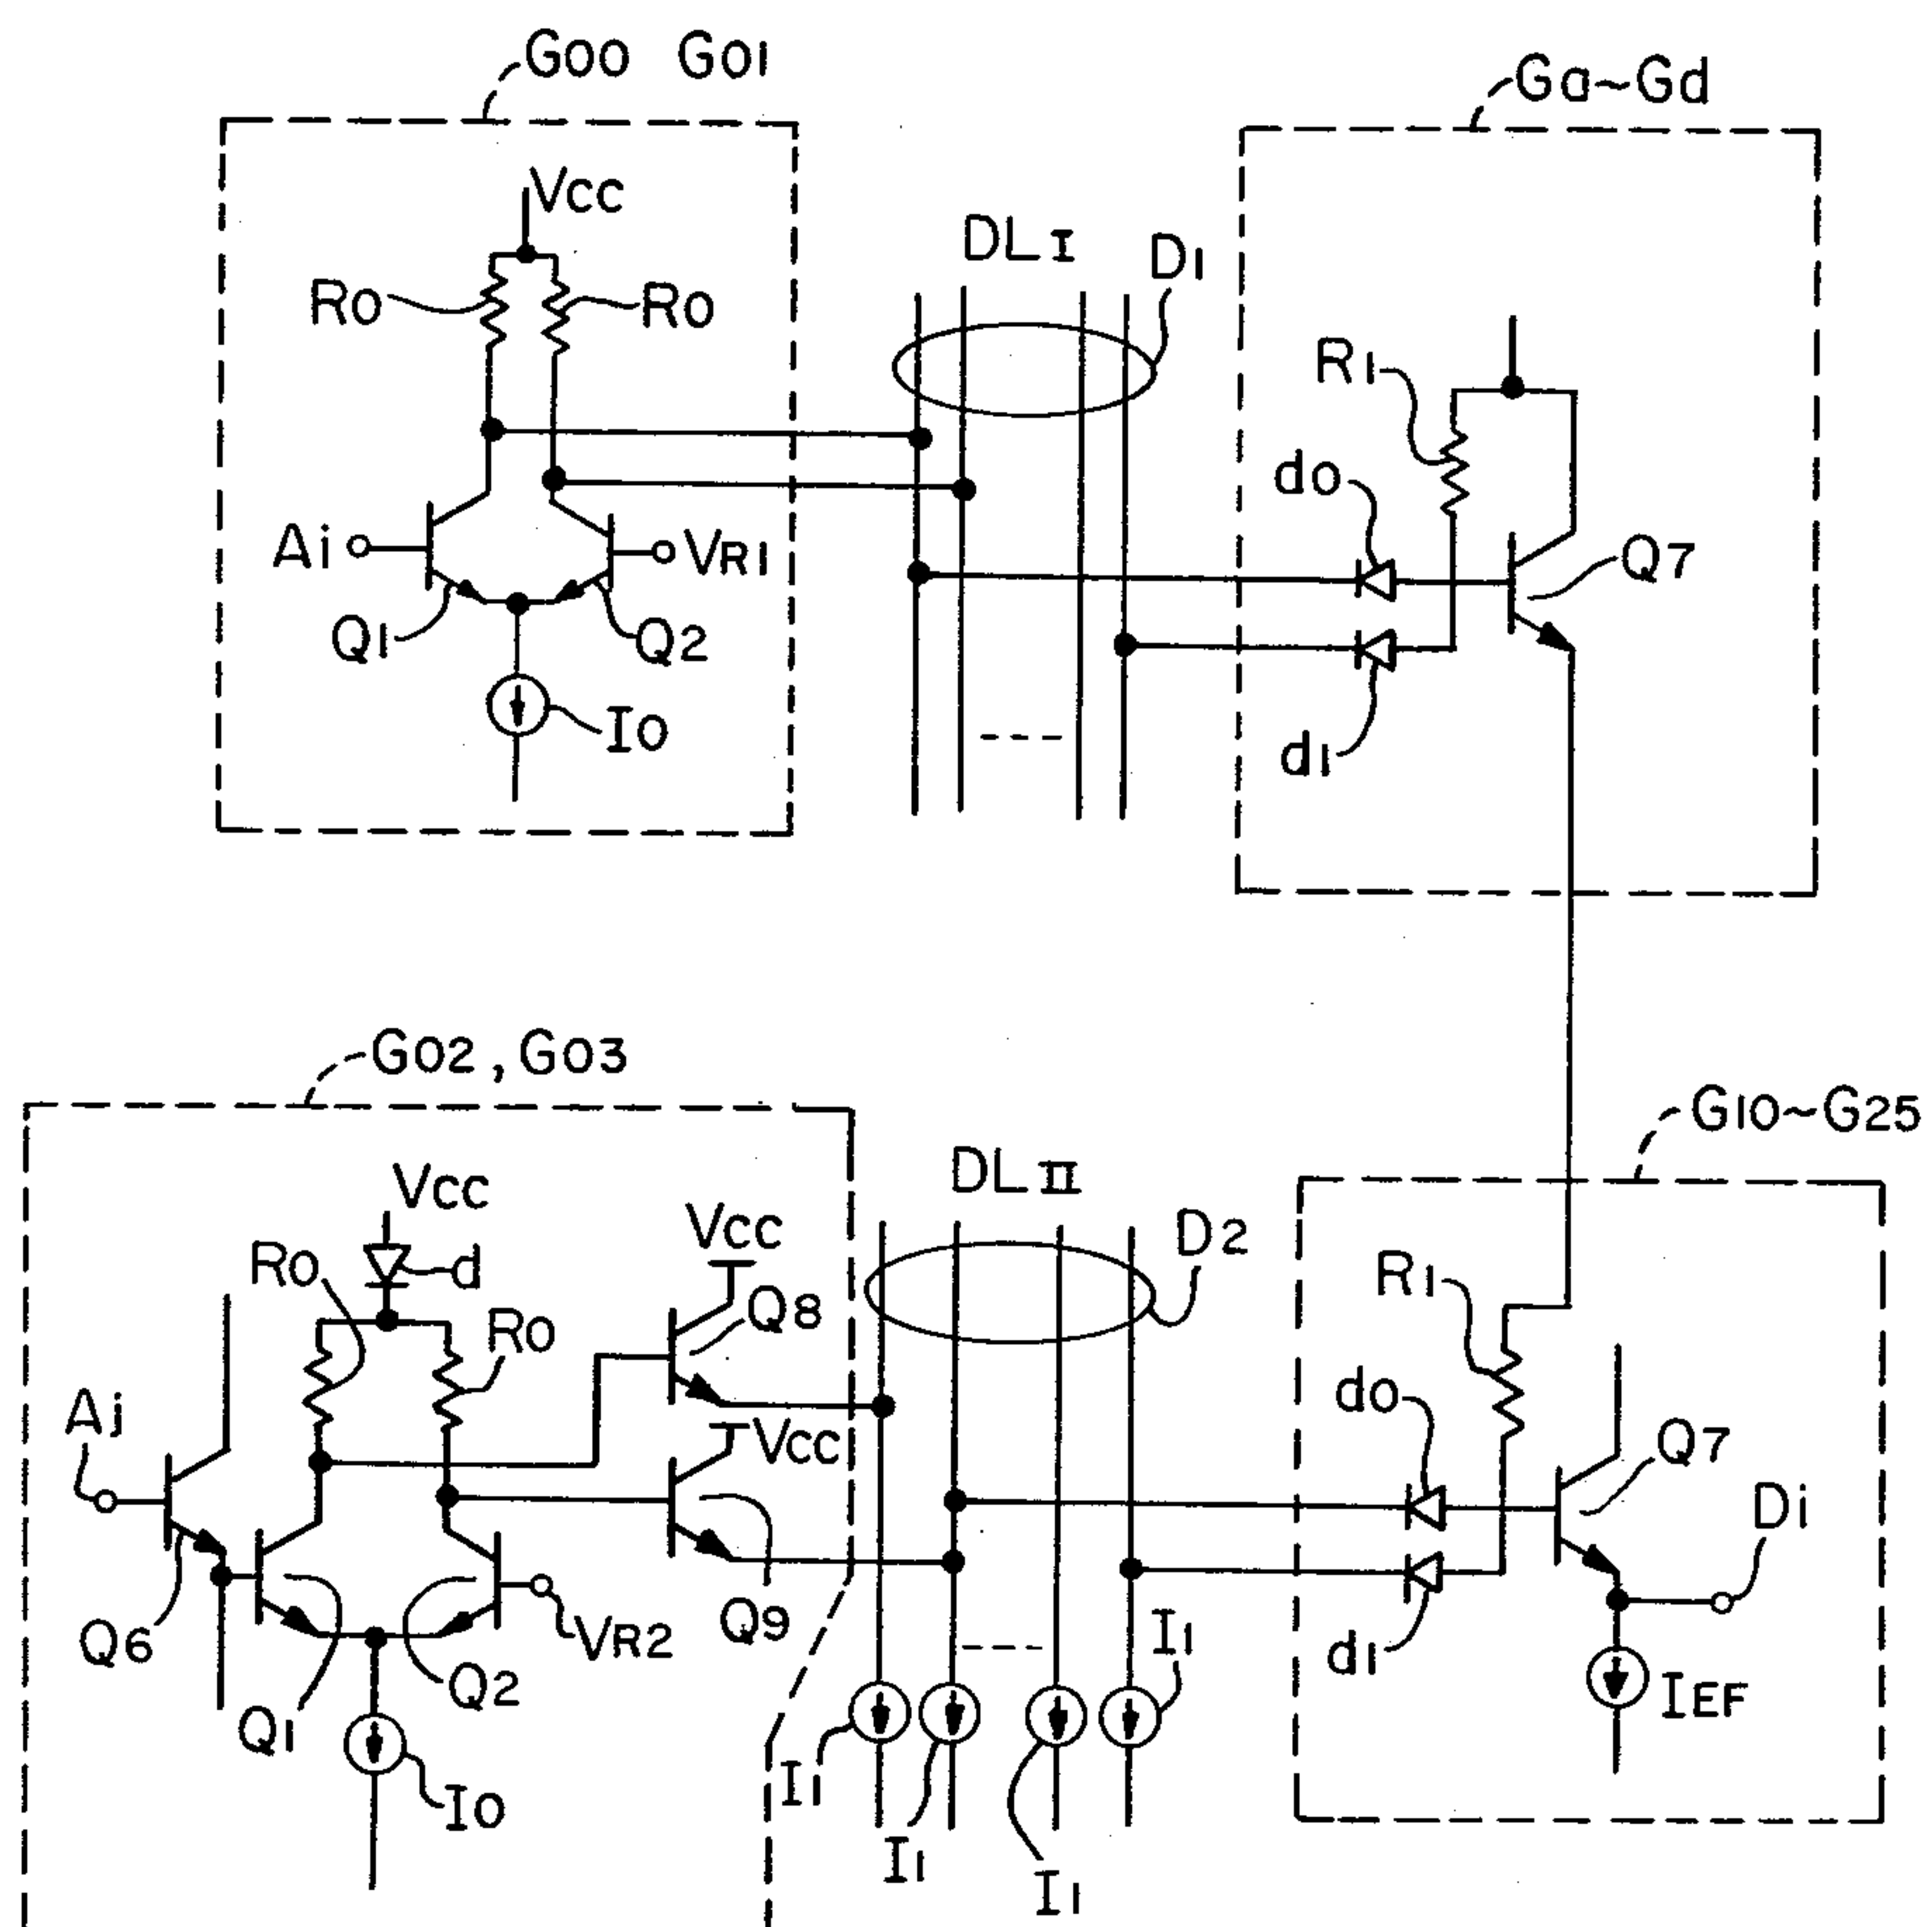 G00 G01
Ga~Gd
Vcc
DLI
D1
R0
R0
R1
d0
Ai
VR1
Q7
Q1
Q2
I0
d1
G02, G03
G10~G25
Vcc
DLII
Vcc
D2
R0
d
R1
Q8
R0
d0
Aj
Vcc
Q7
Di
Q6
Q9
VR2
I1
d1
Q2
IEF
Q1
I1
I0
I1
I1